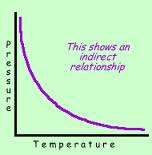 Pressure
This shows an
indirect
relationship
Temperature